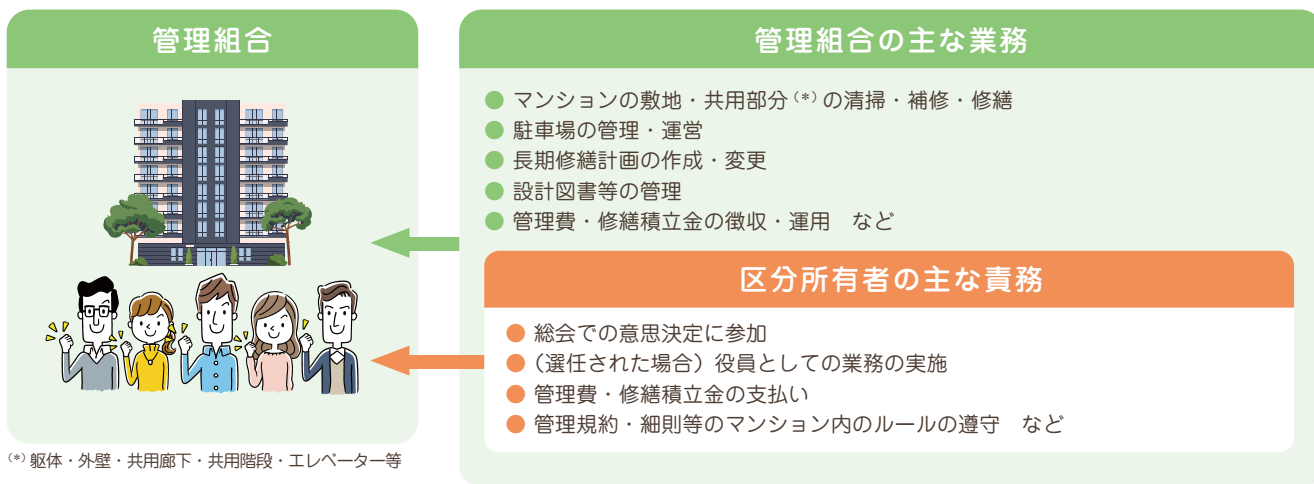 管理組合
(*) 躯体・外壁・共用廊下・共用階段・エレベーター等
管理組合の主な業務
● マンションの敷地・共用部分(*)の清掃・補修・修繕
● 駐車場の管理・運営
● 長期修繕計画の作成・変更
● 設計図書等の管理
● 管理費・修繕積立金の徴収・運用　など
区分所有者の主な責務
● 総会での意思決定に参加
● (選任された場合) 役員としての業務の実施
● 管理費・修繕積立金の支払い
● 管理規約・細則等のマンション内のルールの遵守　など